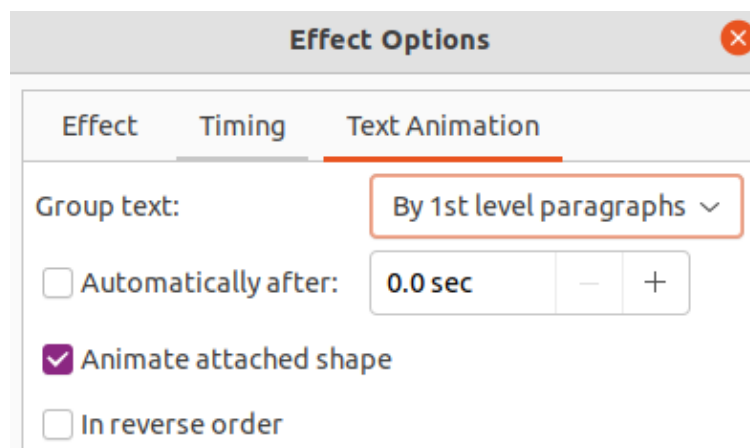 Effect Options
Effect Timing Text Animation
Group text: By 1st level paragraphs
Automatically after: 0.0 sec
Animate attached shape
In reverse order